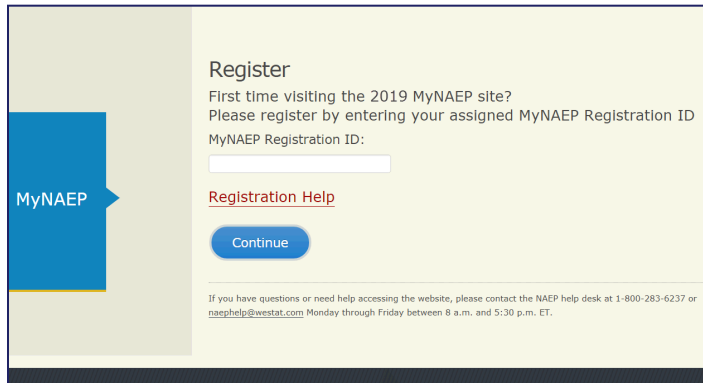 Register
First time visiting the 2019 MyNAEP site?
Please register by entering your assigned MyNAEP Registration ID
MyNAEP Registration ID:
MyNAEP
Registration Help
Continue
If you have questions or need help accessing the website, please contact the NAEP help desk at 1-800-283-6237 or
naephelp@westat.com Monday through Friday between 8 a.m. and 5:30 p.m. ET.